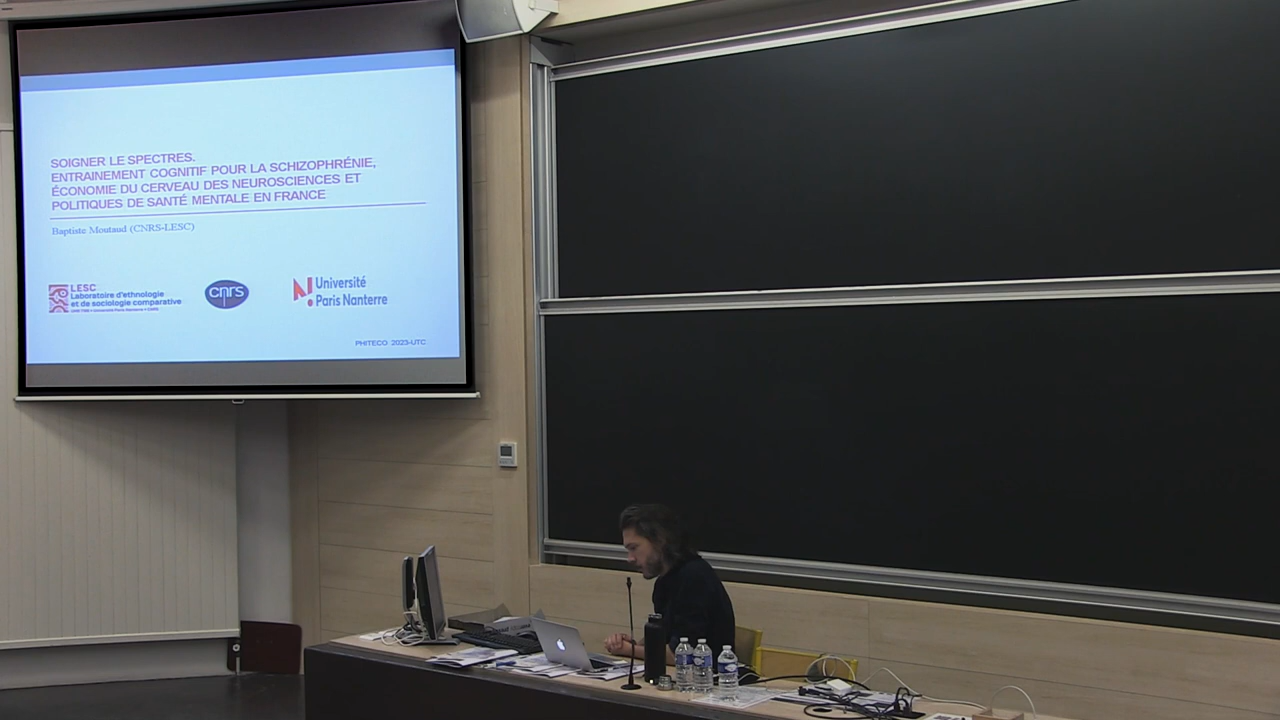 SOIGNER LE SPECTRES.
ENTRAINEMENT COGNITIF POUR LA SCHIZOPHRÉNIE,
ÉCONOMIE DU CERVEAU DES NEUROSCIENCES ET
POLITIQUES DE SANTÉ MENTALE EN FRANCE
Baptiste Moutaud (CNRS-LESC)
LESC
Laboratoire d'ethnologie
et de sociologie comparative
cnrs
Université
Paris Nanterre
PHITECO 2023-UTC